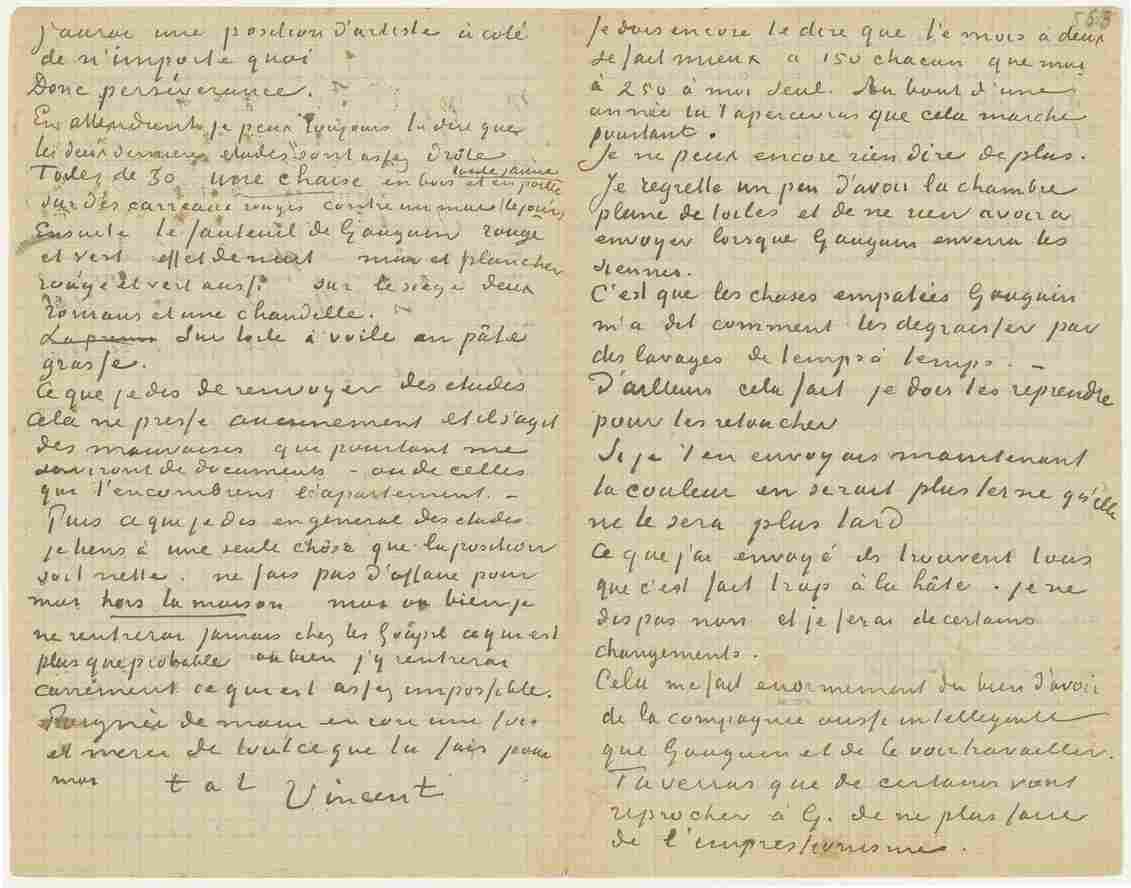 j'aurai une position d'artiste à coté
de n'importe quoi
Donc persévérance.
En attendant je peux toujours te dire que
les deux dernières etudes sont assez drôle
Toiles de 30 une chaise en bois et en paille
toute jaune
sur des carreaux rouges contre un mur (le jour)
Ensuite le fauteuil de Gauguin rouge
et vert effet de nuit mur et plancher
rouge et vert aussi sur le siège deux
romans et une chandelle.
Sur toile à voile en pâte
grasse.
Ce que je dis de renvoyer des etudes
Cela ne presse aucunement et il s'agit
des mauvaises que pourtant me
serviront de documents – ou de celles
qui t'encombrent l'apartement. –
Puis ce que je dis en general des etudes
je tiens à une seule chôse que la position
soit nette. ne fais pas d'affaire pour
moi hors la maison moi ou bien je
ne rentrerai jamais chez les Goupil ce qui est
plus que probable ou bien j'y rentrerai
carrément ce qui est assez impossible.
Poignée de main encore une fois
et merci de tout ce que tu fais pour
moi t. à t. Vincent
563
Je dois encore te dire que l'e mois à deux
se fait mieux à 150 chacun que moi
à 250 à moi seul. Au bout d'une
année tu t'apercevras que cela marche
pourtant.
Je ne peux encore rien dire de plus.
Je regrette un peu d'avoir la chambre
pleine de toiles et de ne rien avoir à
envoyer lorsque Gauguin enverra les
siennes.
C'est que les choses empatées Gauguin
m'a dit comment les degraisser par
des lavages de temps à temps. –
D'ailleurs cela fait je dois les reprendre
pour les retoucher
Si je t'en envoyais maintenant
la couleur en serait plus terne qu'elle
ne le sera plus tard
Ce que j'ai envoyé ils trouvent tous
que c'est fait trop à la hâte. je ne
dis pas non et je ferai de certains
changements.
Cela me fait enormement du bien d'avoir
de la compagnie aussi intelligente
que Gauguin et de le voir travailler.
Tu verras que de certains vont
reprocher à G. de ne plus faire
de l'impressionisme.